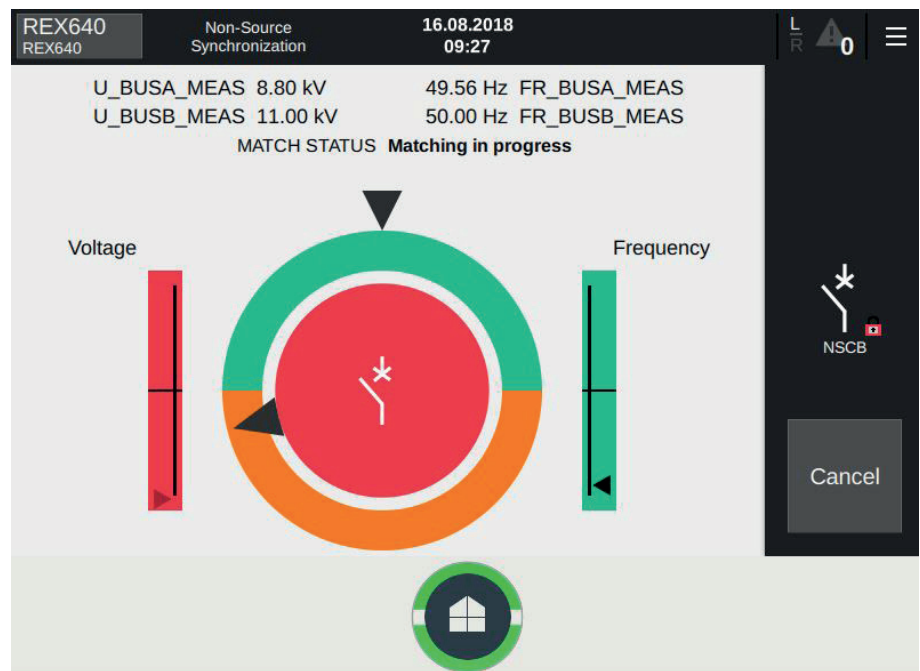 REX640
REX640
Non-Source
Synchronization
16.08.2018
09:27
L
R
0
U_BUSA_MEAS 8.80 kV 49.56 Hz FR_BUSA_MEAS
U_BUSB_MEAS 11.00 kV 50.00 Hz FR_BUSB_MEAS
MATCH STATUS Matching in progress
Voltage
Frequency
NSCB
Cancel